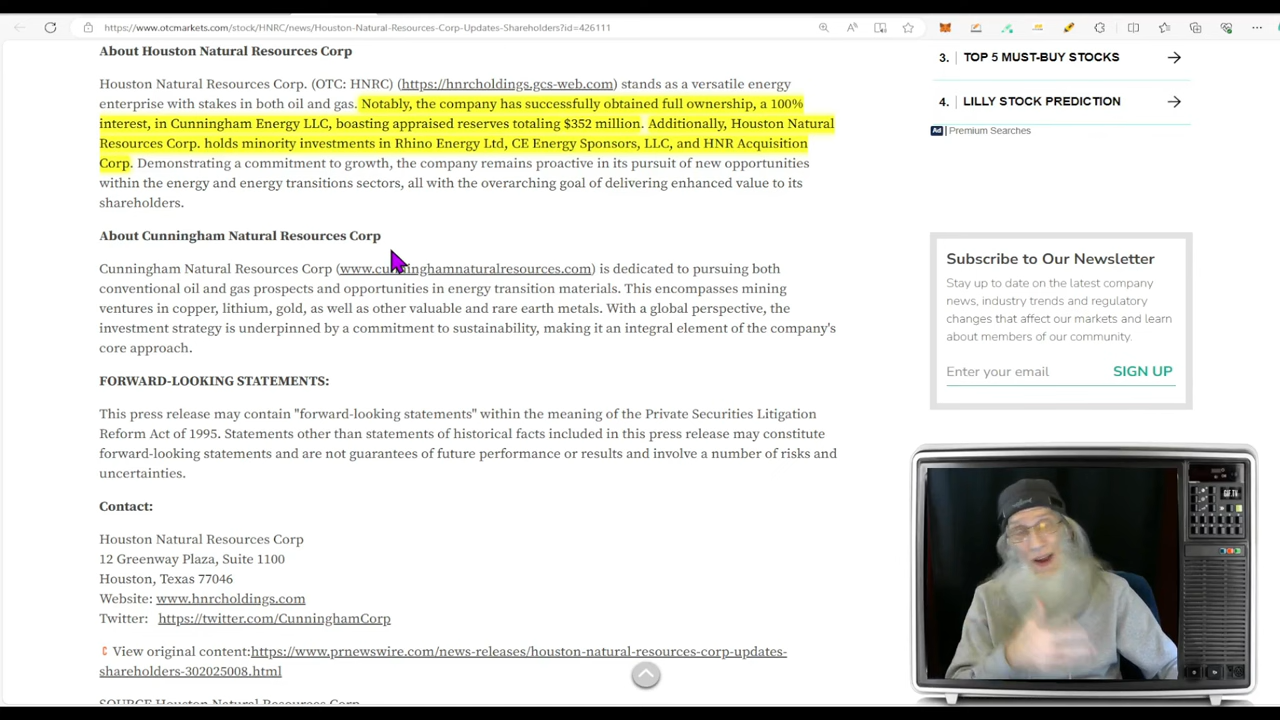 https://www.otcmarkets.com/stock/HNRC/news/Houston-Natural-Resources-Corp-Updates-Shareholders?id=426111
About Houston Natural Resources Corp
Houston Natural Resources Corp. (OTC: HNRC) (https://hnrcholdings.gcs-web.com) stands as a versatile energy
enterprise with stakes in both oil and gas. Notably, the company has successfully obtained full ownership, a 100%
interest, in Cunningham Energy LLC, boasting appraised reserves totaling $352 million. Additionally, Houston Natural
Resources Corp. holds minority investments in Rhino Energy Ltd, CE Energy Sponsors, LLC, and HNR Acquisition
Corp. Demonstrating a commitment to growth, the company remains proactive in its pursuit of new opportunities
within the energy and energy transitions sectors, all with the overarching goal of delivering enhanced value to its
shareholders.
About Cunningham Natural Resources Corp
Cunningham Natural Resources Corp (www.cunninghamnaturalresources.com) is dedicated to pursuing both
conventional oil and gas prospects and opportunities in energy transition materials. This encompasses mining
ventures in copper, lithium, gold, as well as other valuable and rare earth metals. With a global perspective, the
investment strategy is underpinned by a commitment to sustainability, making it an integral element of the company's
core approach.
FORWARD-LOOKING STATEMENTS:
This press release may contain "forward-looking statements" within the meaning of the Private Securities Litigation
Reform Act of 1995. Statements other than statements of historical facts included in this press release may constitute
forward-looking statements and are not guarantees of future performance or results and involve a number of risks and
uncertainties.
Contact:
Houston Natural Resources Corp
12 Greenway Plaza, Suite 1100
Houston, Texas 77046
Website: www.hnrcholdings.com
Twitter: https://twitter.com/CunninghamCorp
View original content:https://www.prnewswire.com/news-releases/houston-natural-resources-corp-updates-
shareholders-302025008.html
SOURCE Houston Natural Resources Corp
3. TOP 5 MUST-BUY STOCKS
4. LILLY STOCK PREDICTION
Ad Premium Searches
Subscribe to Our Newsletter
Stay up to date on the latest company
news, industry trends and regulatory
changes that affect our markets and learn
about members of our community.
Enter your email SIGN UP
GIF.TV